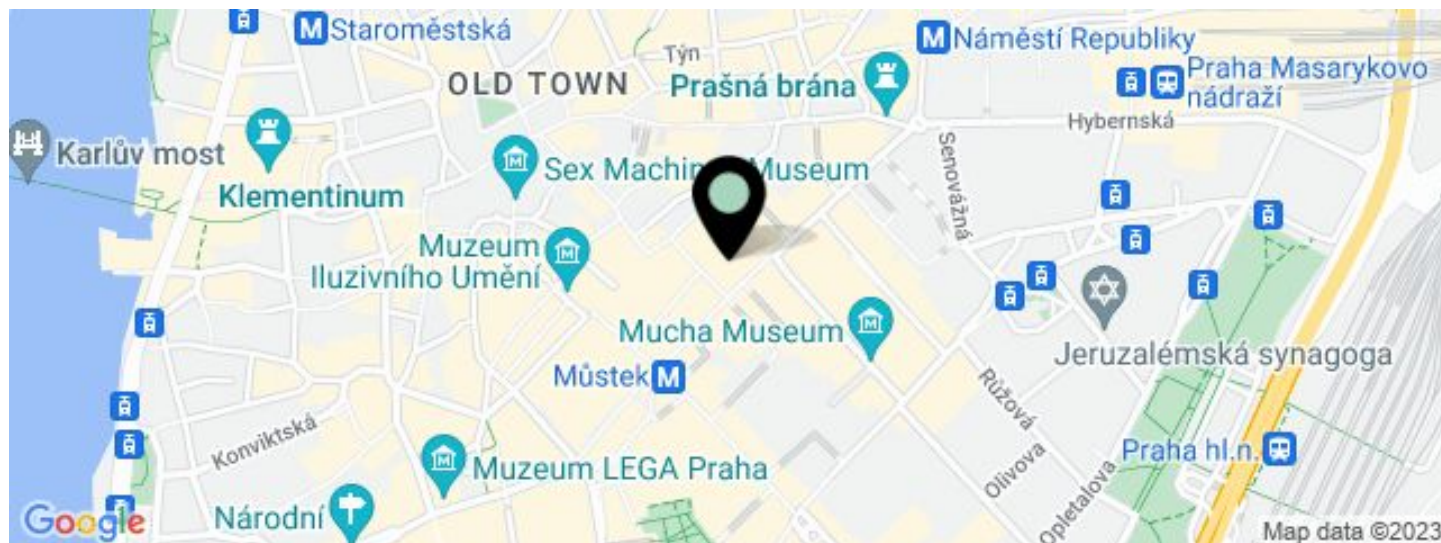 Staroměstská
Náměstí Republiky
Týn
OLD TOWN
Prašná brána
Praha Masarykovo
nádraží
Hybernská
Karlův most
Sex Machin Museum
Senovážná
Klementinum
Muzeum
Iluzivního Umění
Mucha Museum
Jeruzalémská synagoga
Můstek
M
Růžová
Konviktská
Praha hl.n.
Olivova
Muzeum LEGA Praha
Opletalova
Národní
Google
Map data ©2023